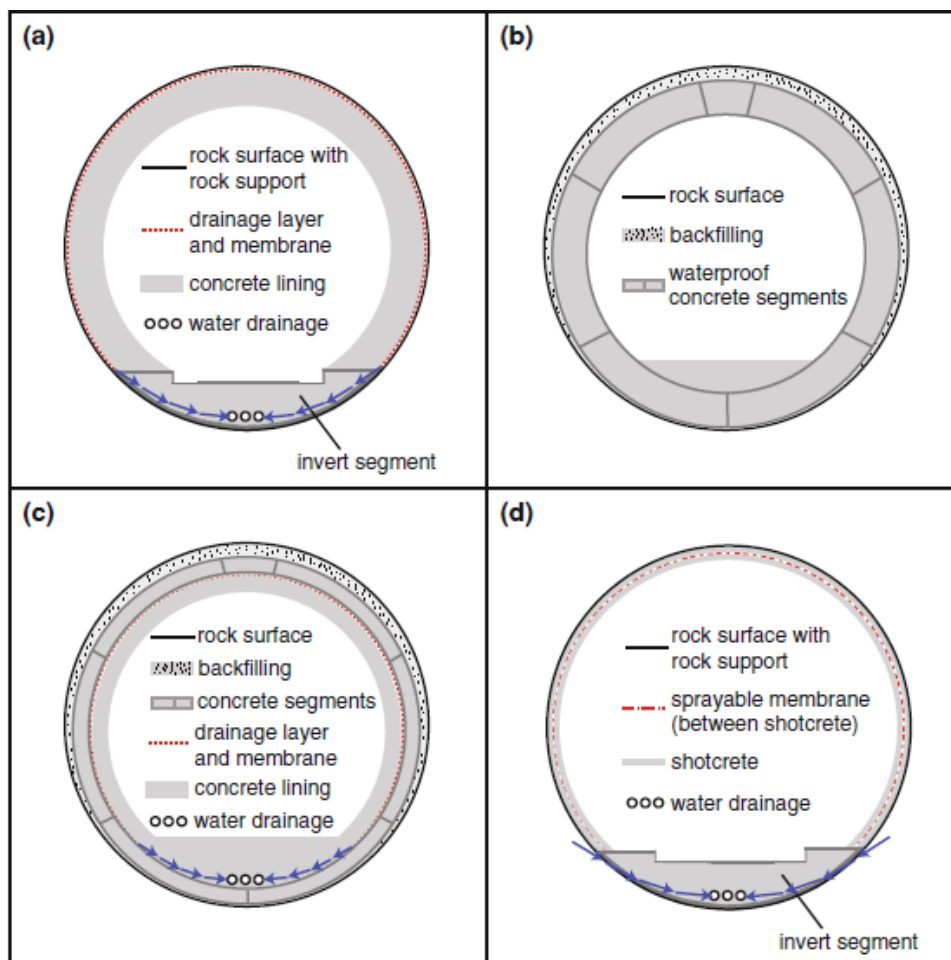 (a)
rock surface with
rock support
drainage layer
and membrane
concrete lining
water drainage
invert segment
(b)
rock surface
backfilling
waterproof
concrete segments
(c)
rock surface
backfilling
concrete segments
drainage layer
and membrane
concrete lining
water drainage
(d)
rock surface with
rock support
sprayable membrane
(between shotcrete)
shotcrete
water drainage
invert segment